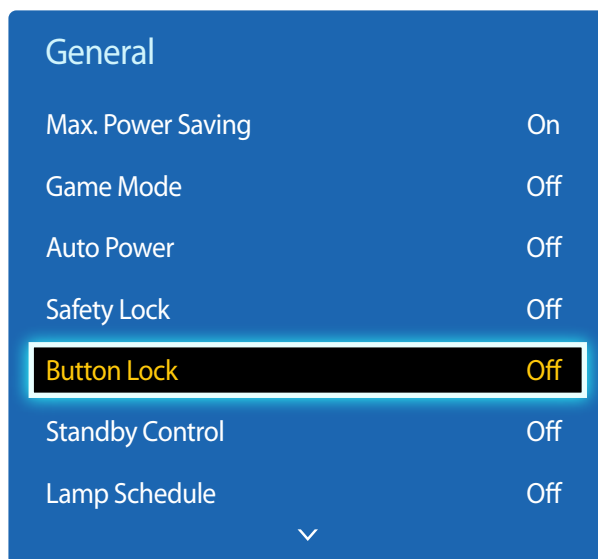 General
Max. Power Saving On
Game Mode Off
Auto Power Off
Safety Lock Off
Button Lock Off
Standby Control Off
Lamp Schedule Off